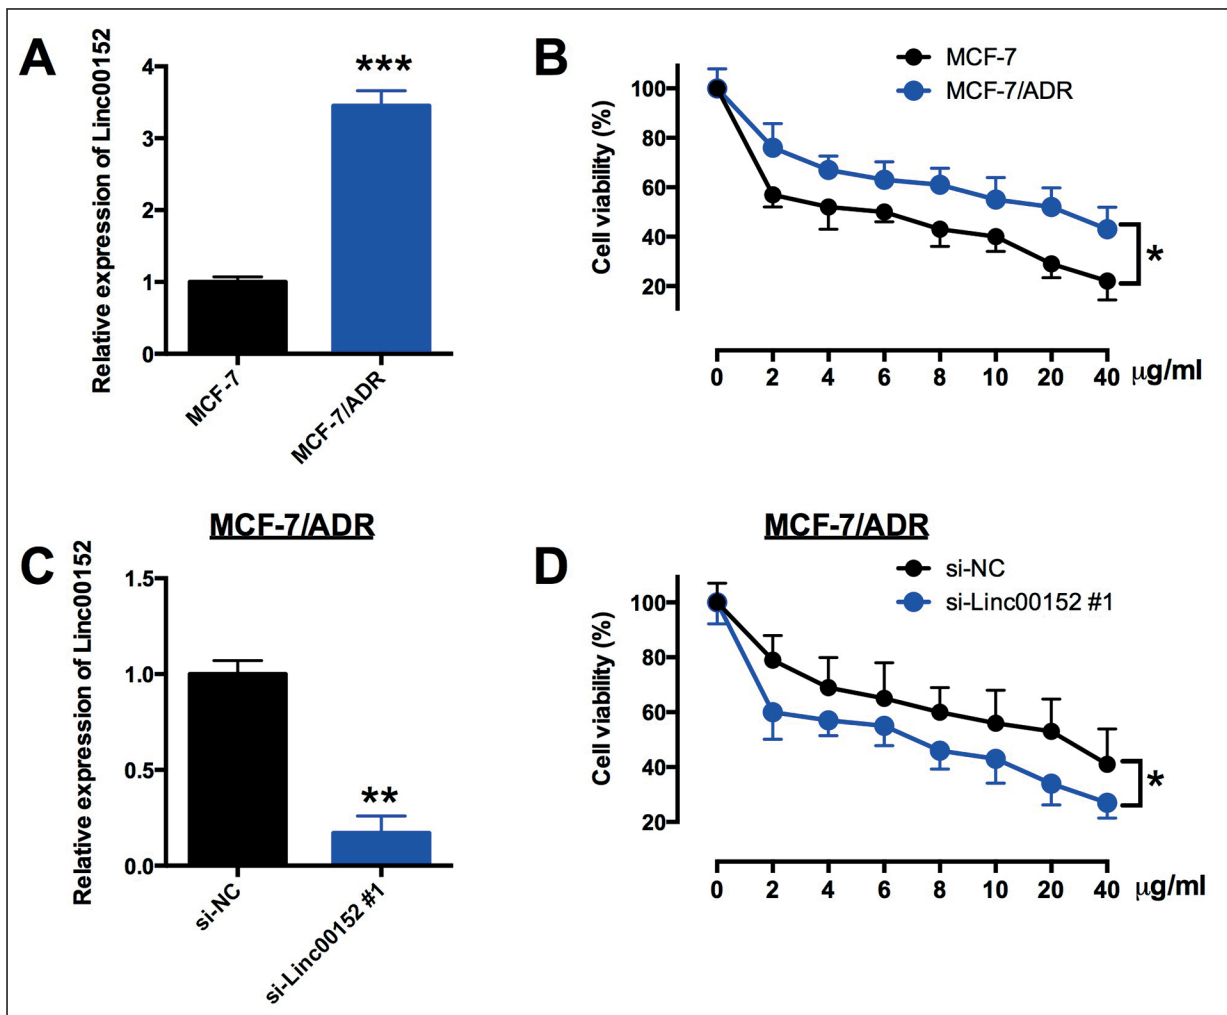 A
Relative expression of Linc00152
4
3
2
1
0
***
MCF-7
MCF-7/ADR
B
Cell viability (%)
100
80
60
40
20
MCF-7
MCF-7/ADR
*
0 2 4 6 8 10 20 40 μg/ml
C
MCF-7/ADR
Relative expression of Linc00152
1.5
1.0
0.5
0.0
**
si-NC
si-Linc00152 #1
D
MCF-7/ADR
Cell viability (%)
100
80
60
40
20
si-NC
si-Linc00152 #1
*
0 2 4 6 8 10 20 40 μg/ml